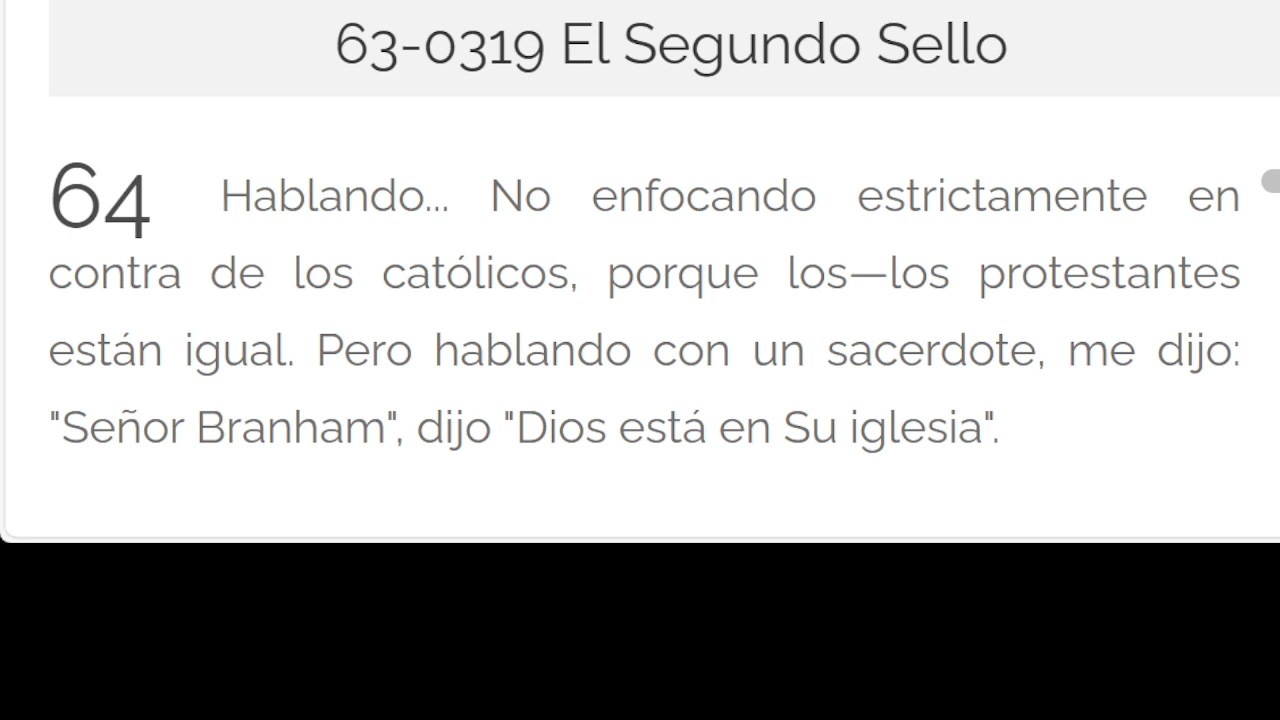 63-0319 El Segundo Sello
64 Hablando... No enfocando estrictamente en
contra de los católicos, porque los—los protestantes
están igual. Pero hablando con un sacerdote, me dijo:
"Señor Branham", dijo "Dios está en Su iglesia".